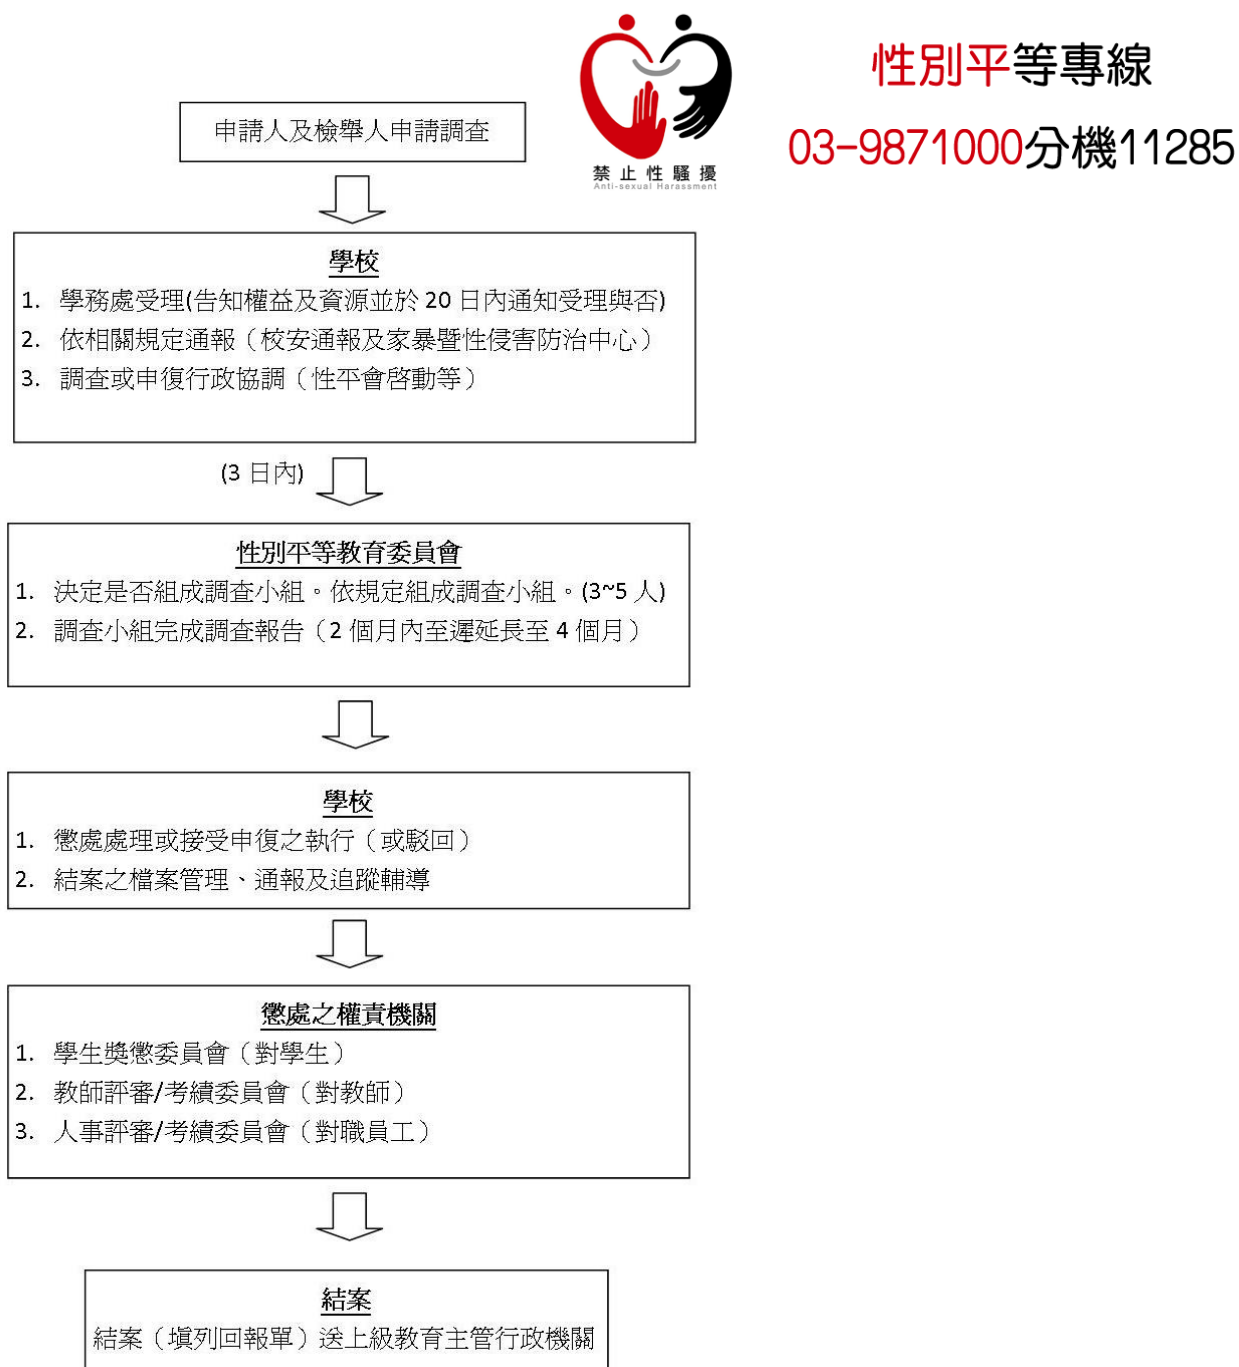 性別平等專線
03-9871000分機11285
禁止性騷擾
Anti-sexual Harassment
申請人及檢舉人申請調查
學校
1. 學務處受理(告知權益及資源並於 20 日內通知受理與否)
2. 依相關規定通報（校安通報及家暴暨性侵害防治中心）
3. 調查或申復行政協調（性平會啓動等）
(3 日內)
性別平等教育委員會
1. 決定是否組成調查小組。依規定組成調查小組。(3~5 人)
2. 調查小組完成調查報告（2 個月內至遲延長至 4 個月）
學校
1. 懲處處理或接受申復之執行（或駁回）
2. 結案之檔案管理、通報及追蹤輔導
懲處之權責機關
1. 學生獎懲委員會（對學生）
2. 教師評審/考績委員會（對教師）
3. 人事評審/考績委員會（對職員工）
結案
結案（填列回報單）送上級教育主管行政機關